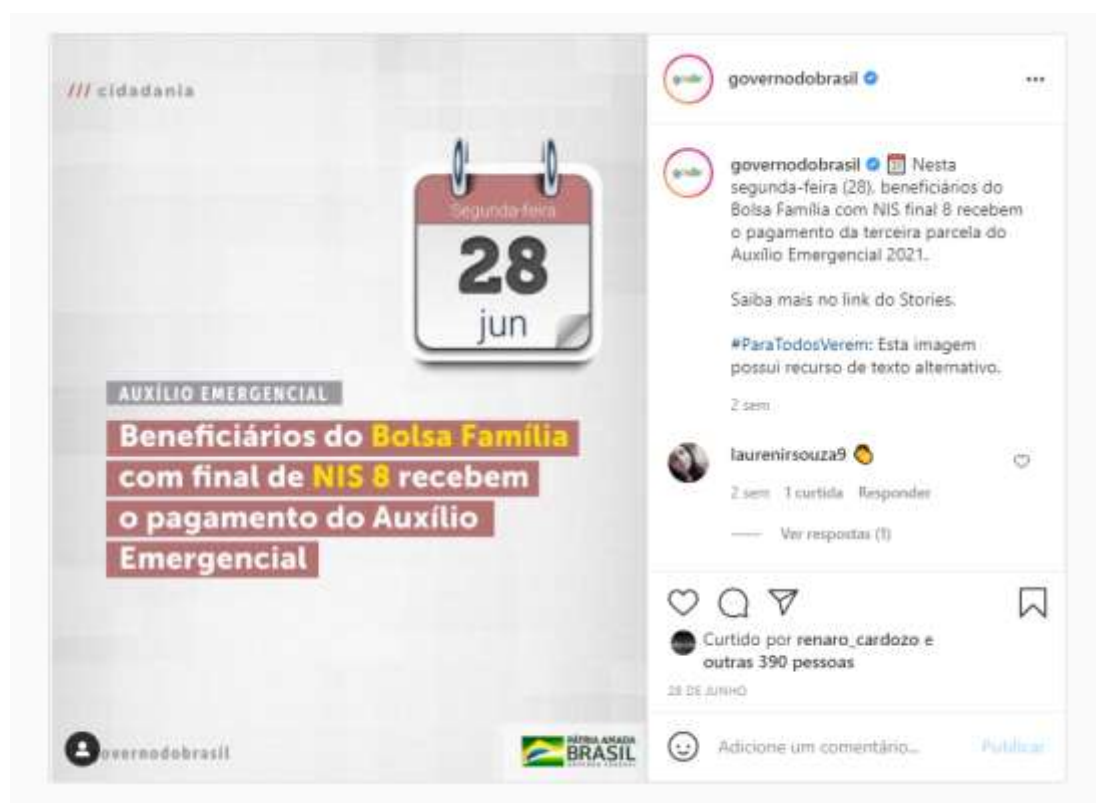 /// cidadania
Segunda-feira
28
jun
AUXÍLIO EMERGENCIAL
Beneficiários do Bolsa Família
com final de NIS 8 recebem
o pagamento do Auxílio
Emergencial
overnodobrasil
PÁTRIA AMADA
BRASIL
governodobrasil
governodobrasil Nesta
segunda-feira (28), beneficiários do
Bolsa Família com NIS final 8 recebem
o pagamento da terceira parcela do
Auxílio Emergencial 2021.
Saiba mais no link do Stories.
#ParaTodosVerem: Esta imagem
possui recurso de texto alternativo.
2 sem
laurenirsouza9
2 sem 1 curtida Responder
Ver respostas (1)
Curtido por renaro_cardozo e
outras 390 pessoas
28 DE JUNHO
Adicione um comentário... Publicar